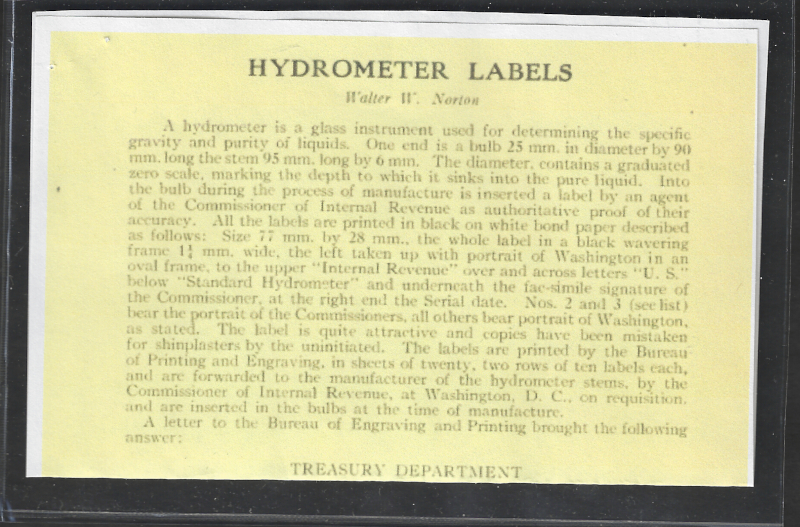 HYDROMETER LABELS
Walter W. Norton
A hydrometer is a glass instrument used for determining the specific
gravity and purity of liquids. One end is a bulb 25 mm. in diameter by 90
mm. long the stem 95 mm. long by 6 mm. The diameter, contains a graduated
zero scale, marking the depth to which it sinks into the pure liquid. Into
the bulb during the process of manufacture is inserted a label by an agent
of the Commissioner of Internal Revenue as authoritative proof of their
accuracy. All the labels are printed in black on white bond paper described
as follows: Size 77 mm. by 28 mm., the whole label in a black wavering
frame 1¼ mm. wide, the left taken up with portrait of Washington in an
oval frame, to the upper "Internal Revenue" over and across letters "U. S."
below "Standard Hydrometer" and underneath the fac-simile signature of
the Commissioner, at the right end the Serial date. Nos. 2 and 3 (see list)
bear the portrait of the Commissioners, all others bear portrait of Washington,
as stated. The label is quite attractive and copies have been mistaken
for shinplasters by the uninitiated. The labels are printed by the Bureau
of Printing and Engraving, in sheets of twenty, two rows of ten labels each,
and are forwarded to the manufacturer of the hydrometer stems, by the
Commissioner of Internal Revenue, at Washington, D. C., on requisition,
and are inserted in the bulbs at the time of manufacture.
A letter to the Bureau of Engraving and Printing brought the following
answer:
TREASURY DEPARTMENT